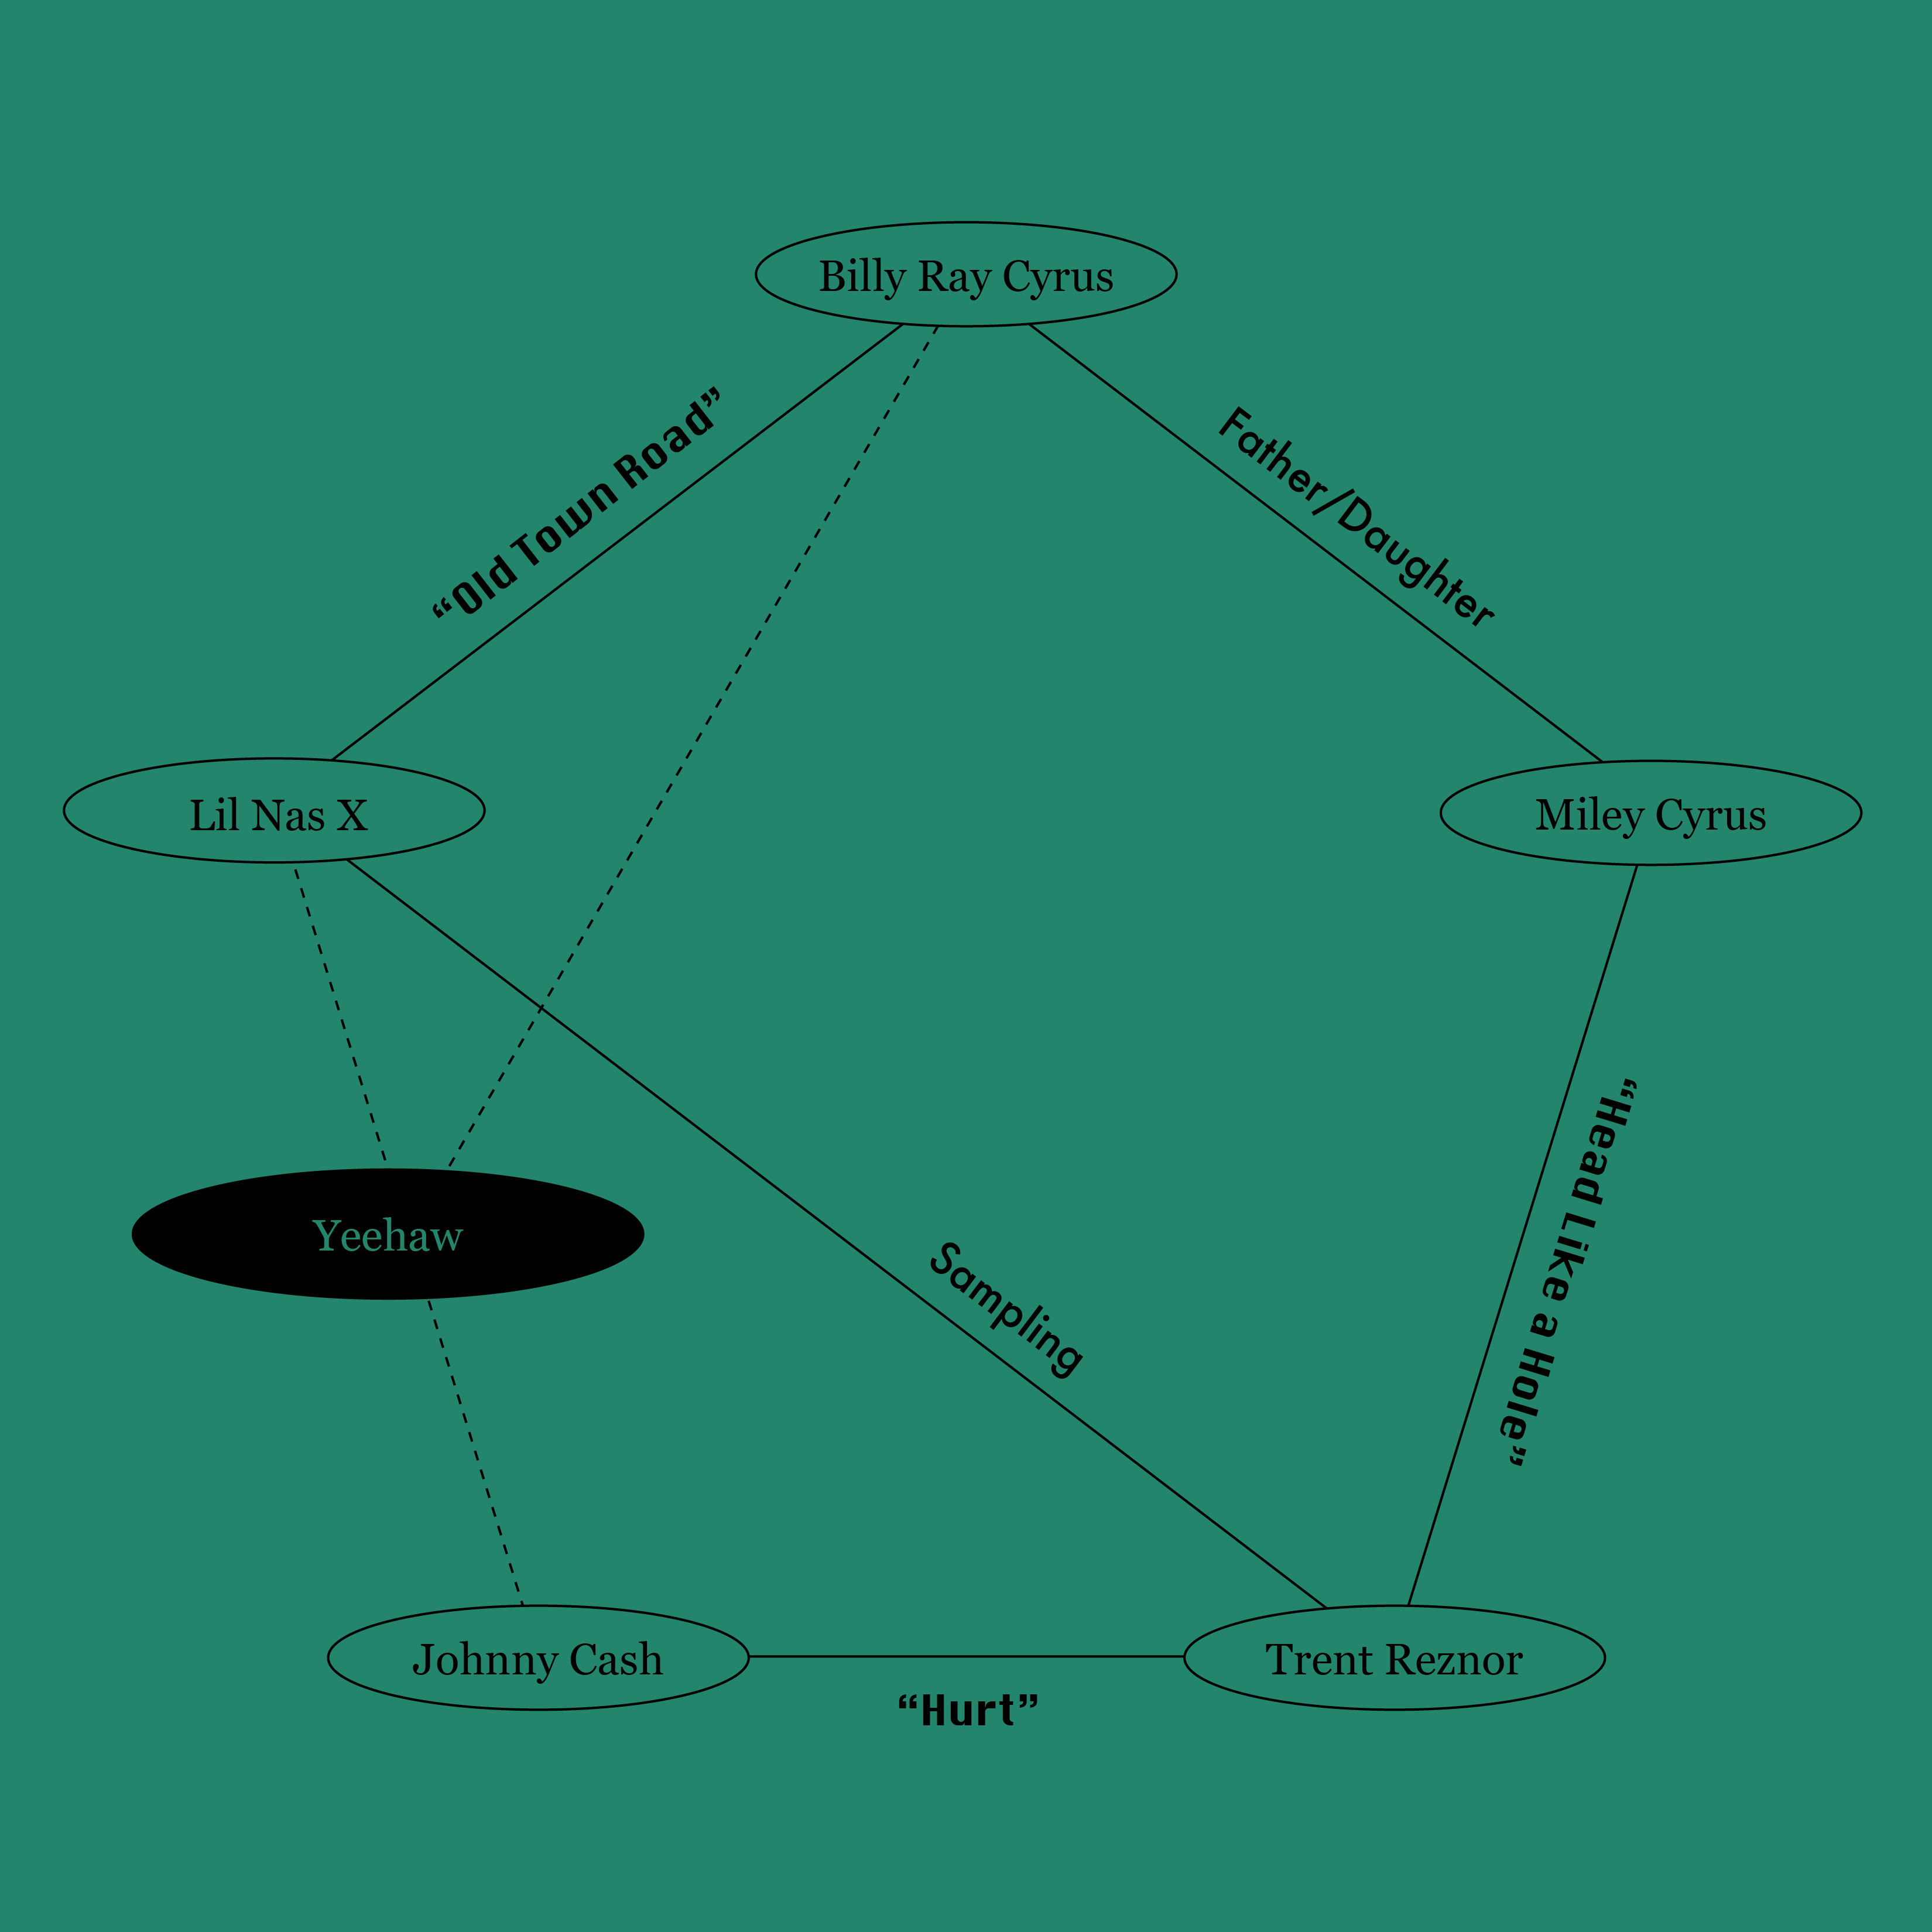 Billy Ray Cyrus
“Old Town Road”
Father/Daughter
Lil Nas X
Miley Cyrus
Yeehaw
Sampling
“Head Like a Hole”
Johnny Cash
Trent Reznor
“Hurt”